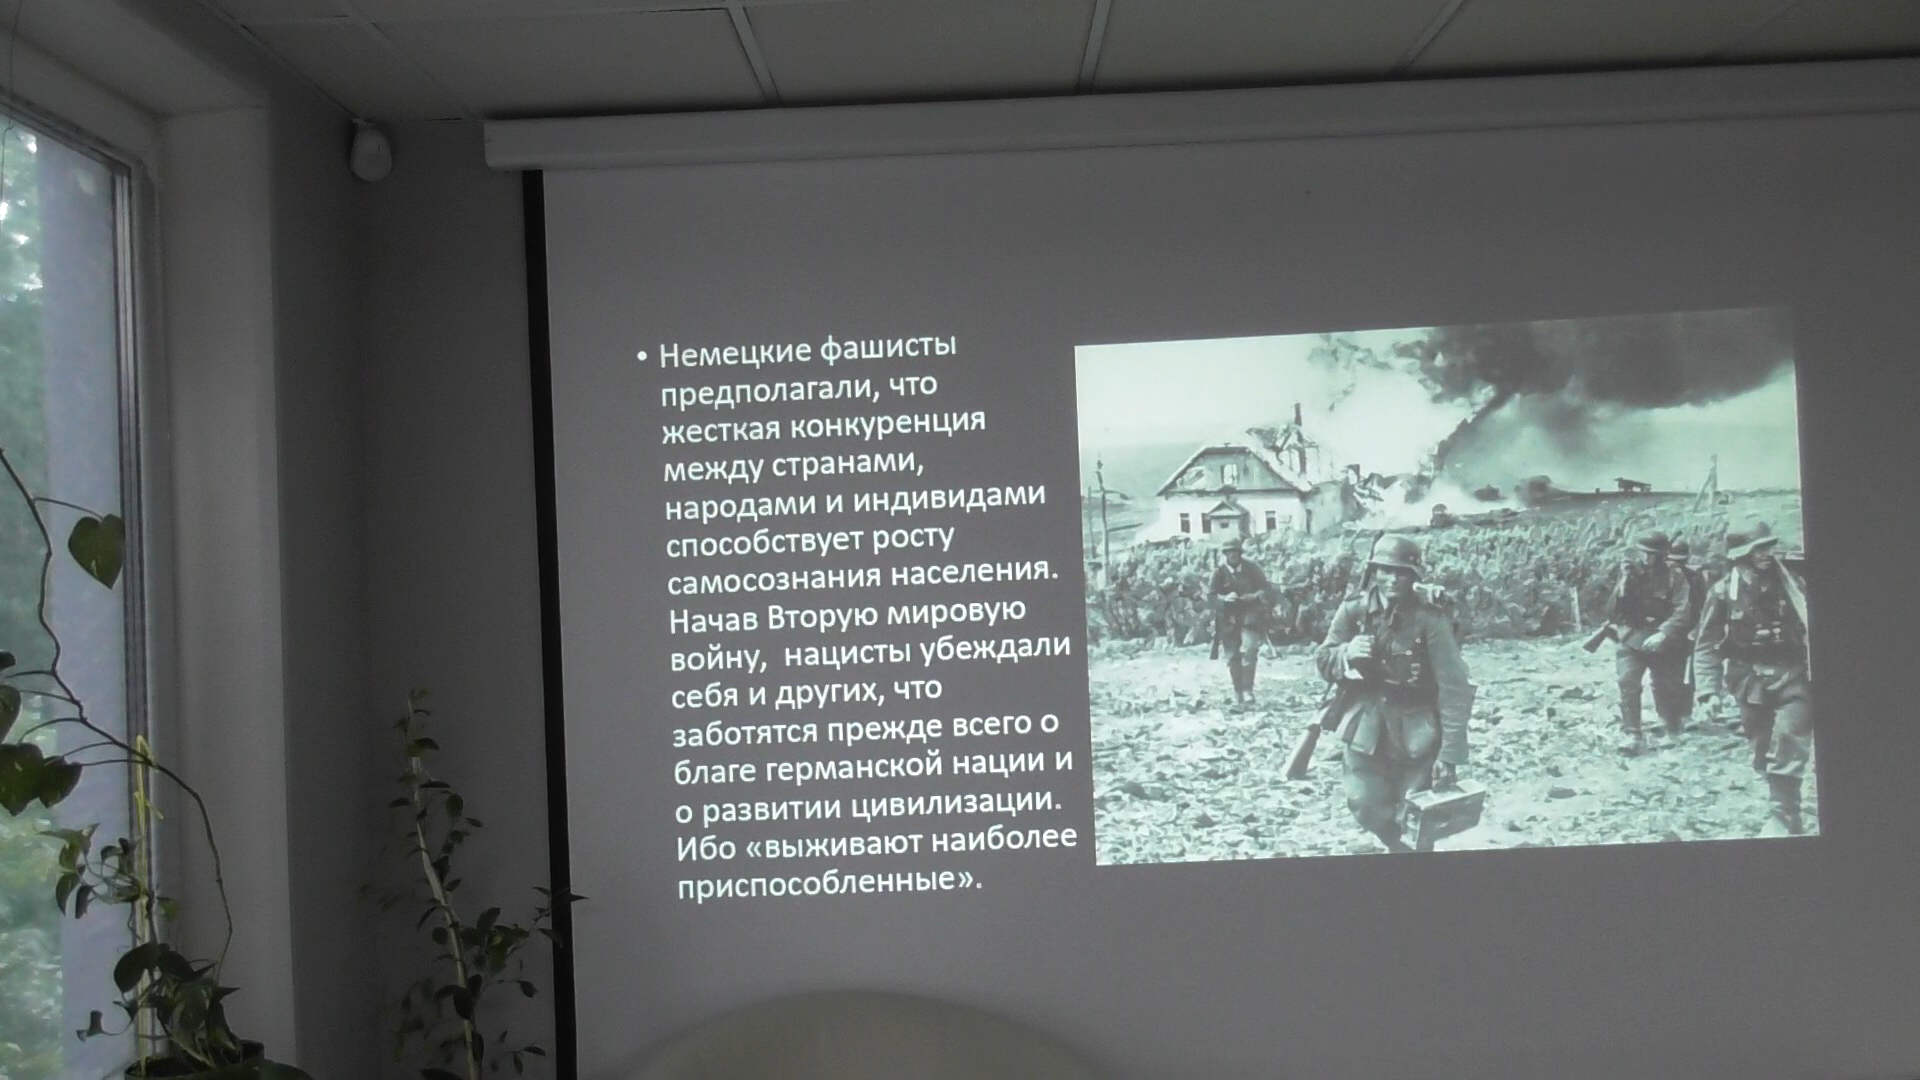 • Немецкие фашисты
предполагали, что
жесткая конкуренция
между странами,
народами и индивидами
способствует росту
самосознания населения.
Начав Вторую мировую
войну, нацисты убеждали
себя и других, что
заботятся прежде всего о
благе германской нации и
о развитии цивилизации.
Ибо «выживают наиболее
приспособленные».